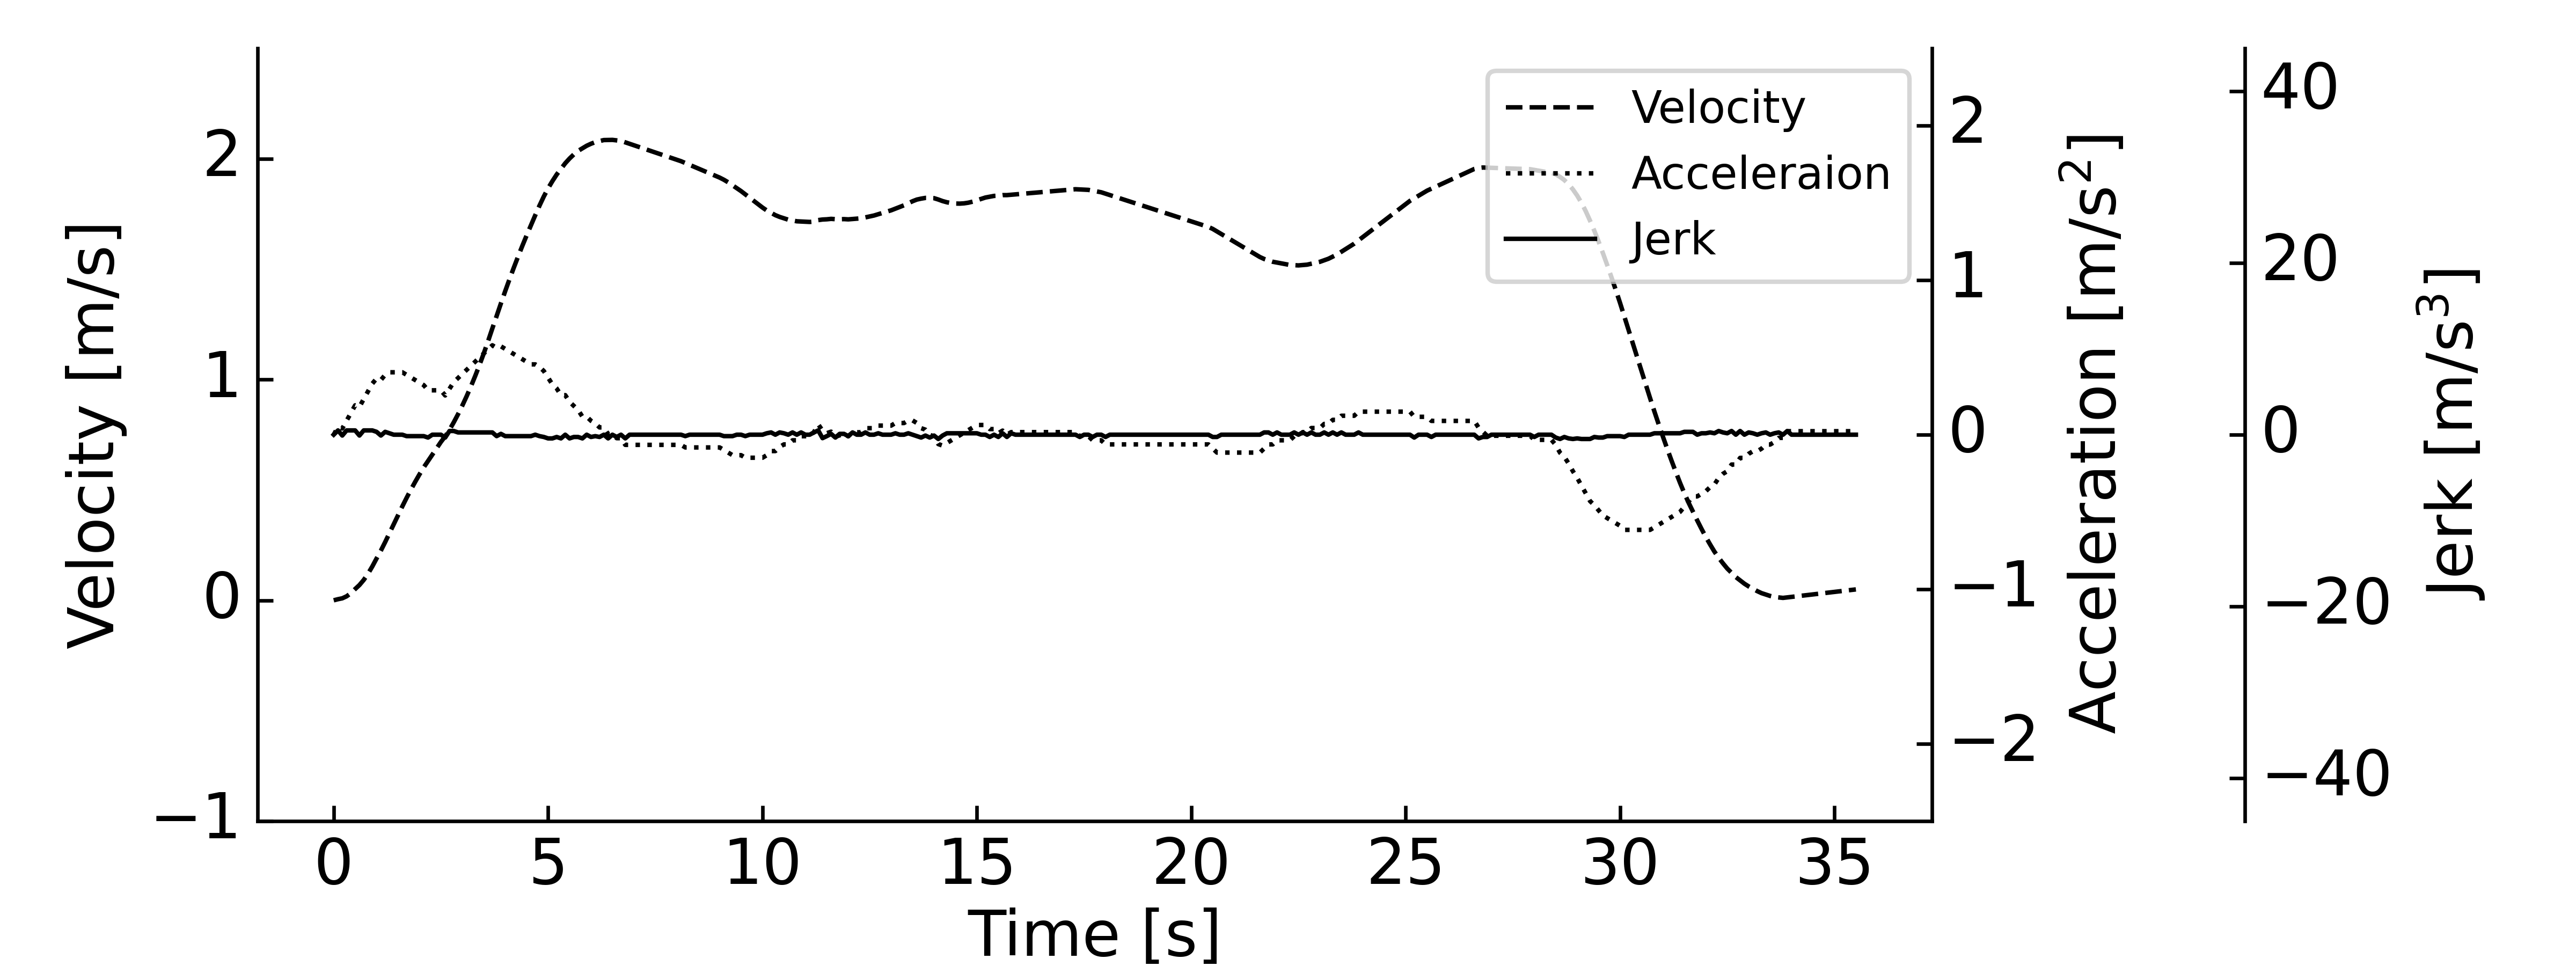 Velocity [m/s]
2
1
0
−1
0 5 10 15 20 25 30 35
Time [s]
Velocity
Acceleraion
Jerk
2
1
0
−1
−2
Acceleration [m/s²]
40
20
0
−20
−40
Jerk [m/s³]